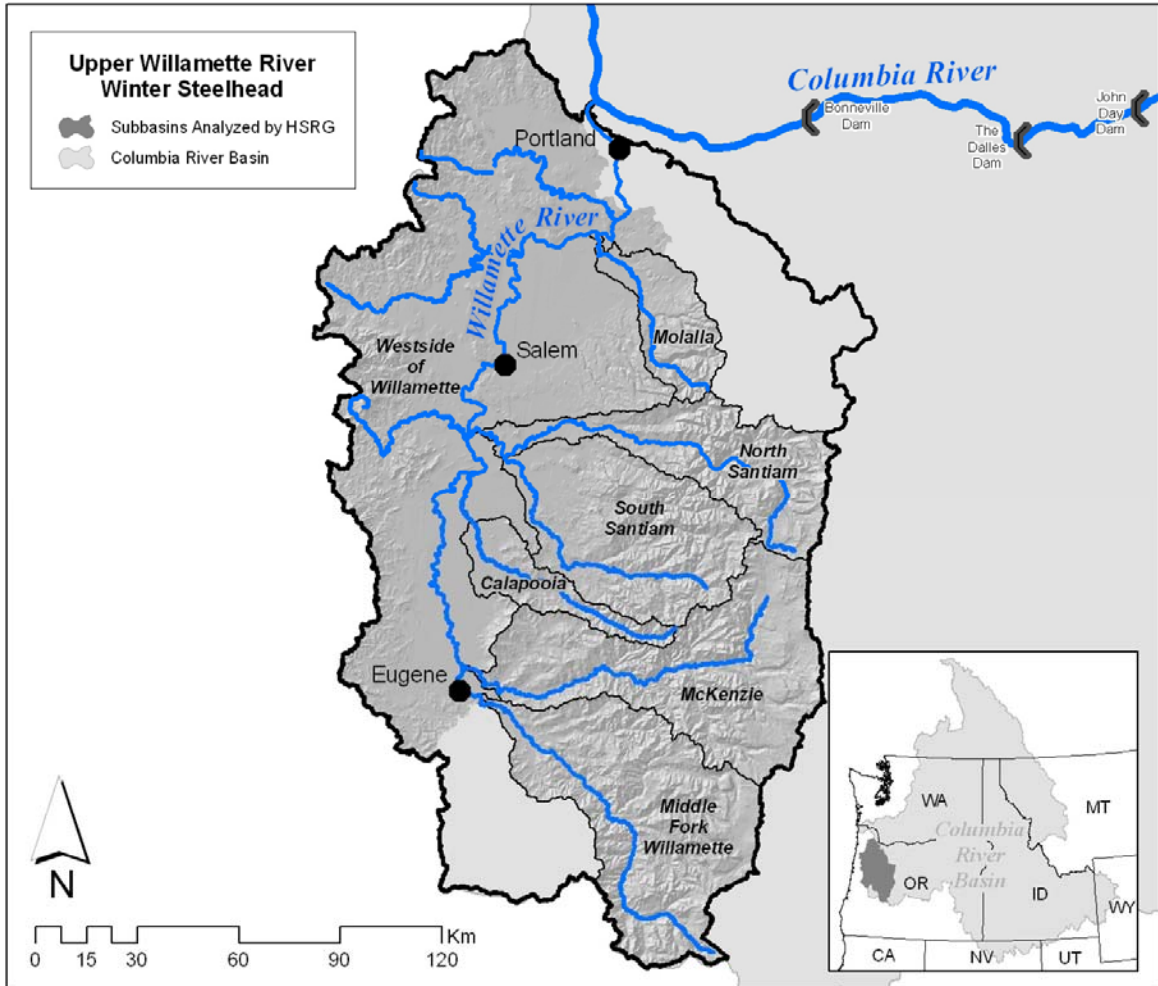 Upper Willamette River
Winter Steelhead
Subbasins Analyzed by HSRG
Columbia River Basin
Columbia River
Bonneville
Dam
The
Dalles
Dam
John
Day
Dam
Portland
Willamette River
Molalla
Salem
Westside
of
Willamette
North
Santiam
South
Santiam
Calapooia
Eugene
McKenzie
Middle
Fork
Willamette
N
Km
0 15 30 60 90 120
WA
MT
Columbia
River
Basin
OR
ID
WY
CA
NV
UT